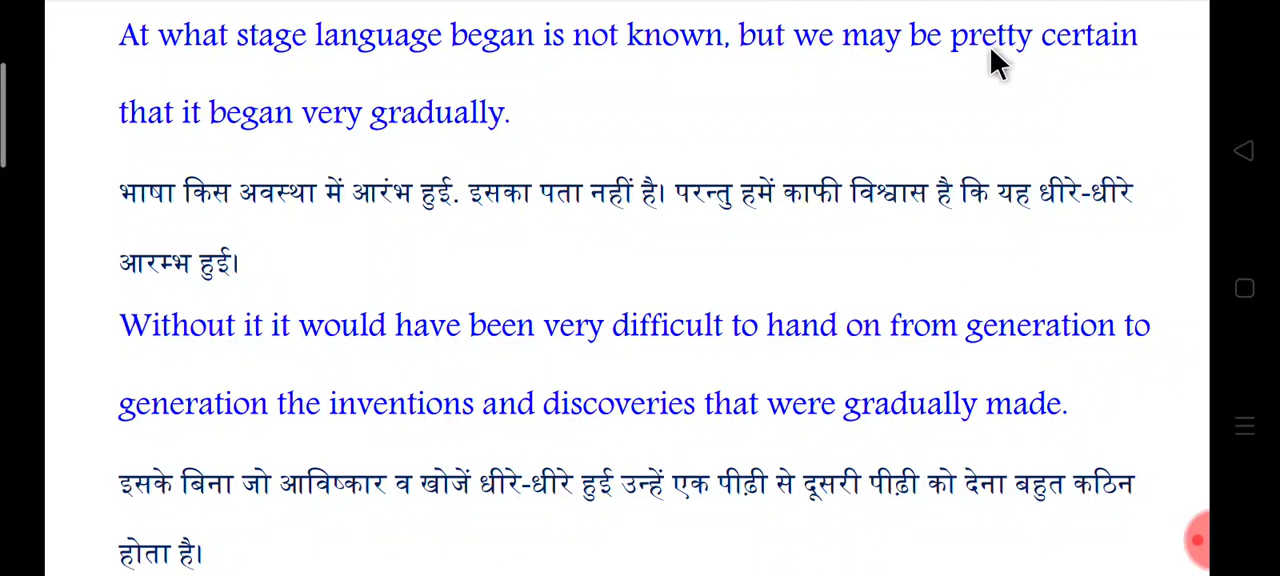 At what stage language began is not known, but we may be pretty certain
that it began very gradually.
भाषा किस अवस्था में आरंभ हुई. इसका पता नहीं है। परन्तु हमें काफी विश्वास है कि यह धीरे-धीरे
आरम्भ हुई।
Without it it would have been very difficult to hand on from generation to
generation the inventions and discoveries that were gradually made.
इसके बिना जो आविष्कार व खोजें धीरे-धीरे हुई उन्हें एक पीढ़ी से दूसरी पीढ़ी को देना बहुत कठिन
होता है।